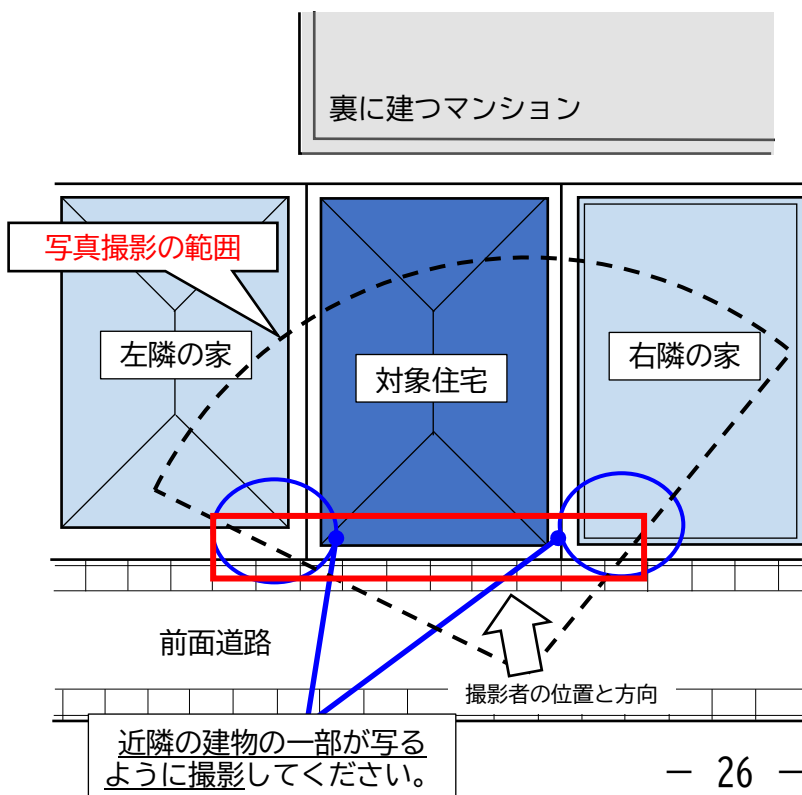 裏に建つマンション
写真撮影の範囲
左隣の家
対象住宅
右隣の家
前面道路
撮影者の位置と方向
近隣の建物の一部が写る
ように撮影してください。
− 26 −